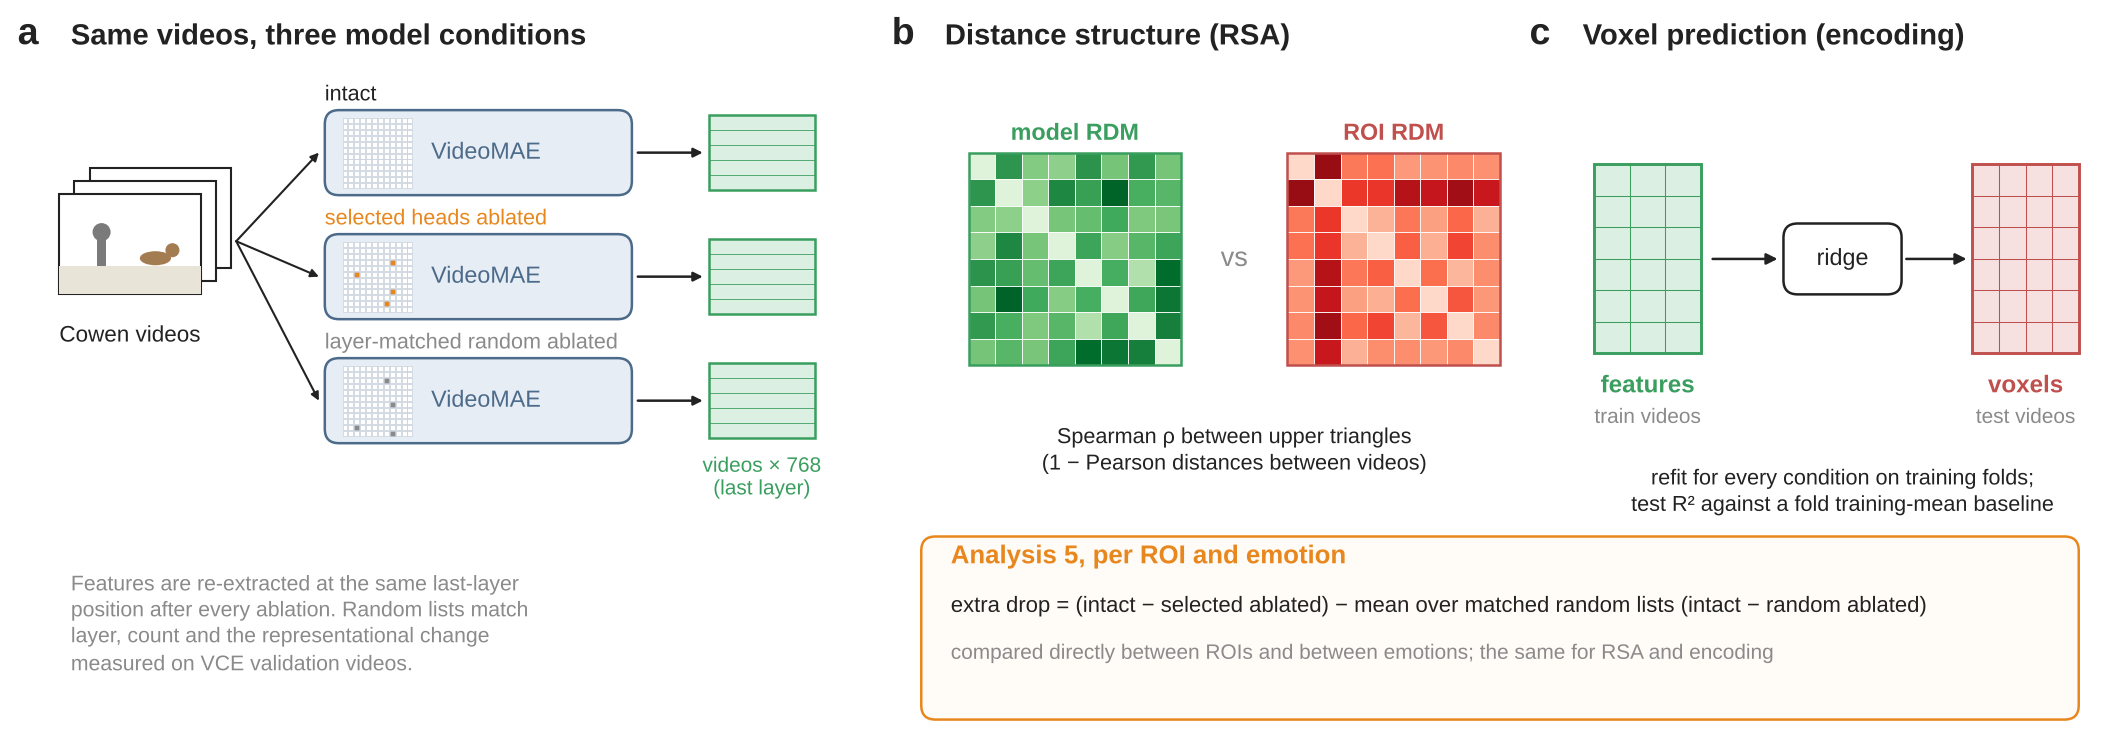 a Same videos, three model conditions
intact
VideoMAE
selected heads ablated
VideoMAE
layer-matched random ablated
VideoMAE
Cowen videos
videos × 768
(last layer)
Features are re-extracted at the same last-layer
position after every ablation. Random lists match
layer, count and the representational change
measured on VCE validation videos.
b Distance structure (RSA)
model RDM
vs
ROI RDM
Spearman ρ between upper triangles
(1 − Pearson distances between videos)
c Voxel prediction (encoding)
ridge
features
train videos
voxels
test videos
refit for every condition on training folds;
test R² against a fold training-mean baseline
Analysis 5, per ROI and emotion
extra drop = (intact − selected ablated) − mean over matched random lists (intact − random ablated)
compared directly between ROIs and between emotions; the same for RSA and encoding